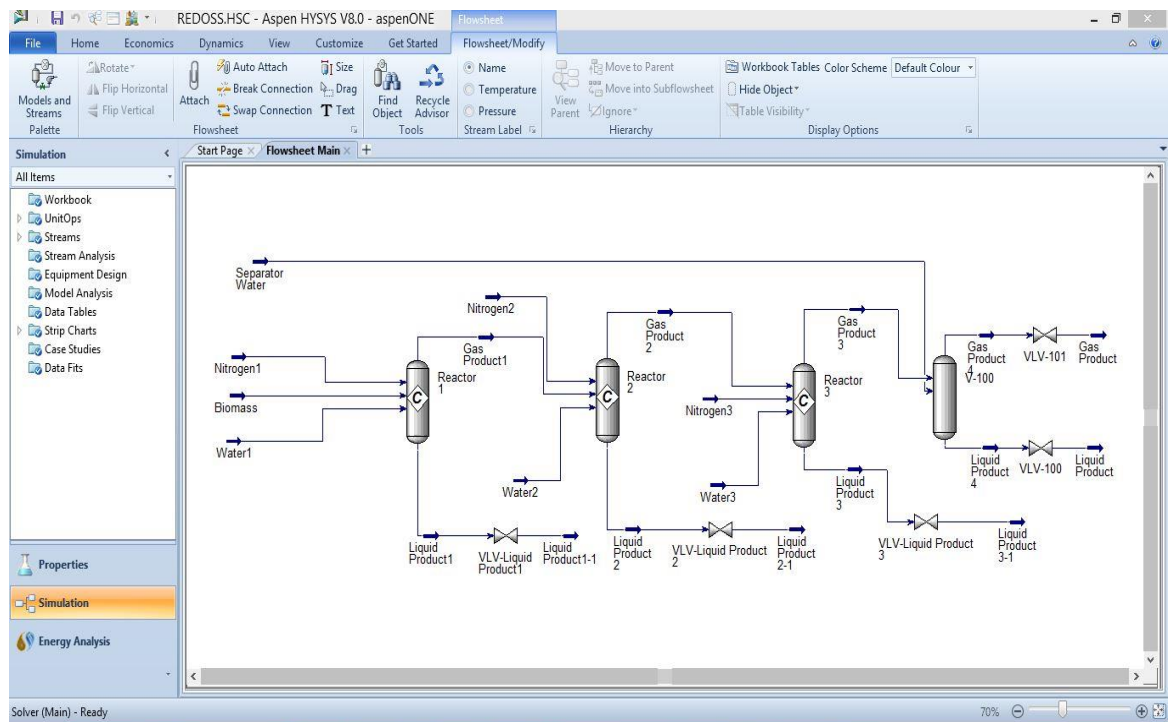 REDOSS.HSC - Aspen HYSYS V8.0 - aspenONE
Flowsheet
File Home Economics Dynamics View Customize Get Started Flowsheet/Modify
Models and
Streams
Palette
Rotate
Flip Horizontal
Flip Vertical
Attach
Auto Attach
Break Connection
Swap Connection
Size
Drag
Text
Flowsheet
Find
Object
Recycle
Advisor
Tools
Name
Temperature
Pressure
Stream Label
View
Parent
Move to Parent
Move into Subflowsheet
Ignore
Hierarchy
Workbook Tables Color Scheme Default Colour
Hide Object
Table Visibility
Display Options
Simulation
All Items
Workbook
UnitOps
Streams
Stream Analysis
Equipment Design
Model Analysis
Data Tables
Strip Charts
Case Studies
Data Fits
Properties
Simulation
Energy Analysis
Start Page Flowsheet Main
Separator
Water
Nitrogen1
Biomass
Water1
Gas
Product1
Reactor
1
Liquid
Product1
VLV-Liquid
Product1
Liquid
Product1-1
Nitrogen2
Water2
Gas
Product
2
Reactor
2
Liquid
Product
2
VLV-Liquid Product
2
Liquid
Product
2-1
Nitrogen3
Water3
Gas
Product
3
Reactor
3
Liquid
Product
3
VLV-Liquid Product
3
Liquid
Product
3-1
Gas
Product
4
V-100
VLV-101
Gas
Product
Liquid
Product
4
VLV-100
Liquid
Product
Solver (Main) - Ready
70%